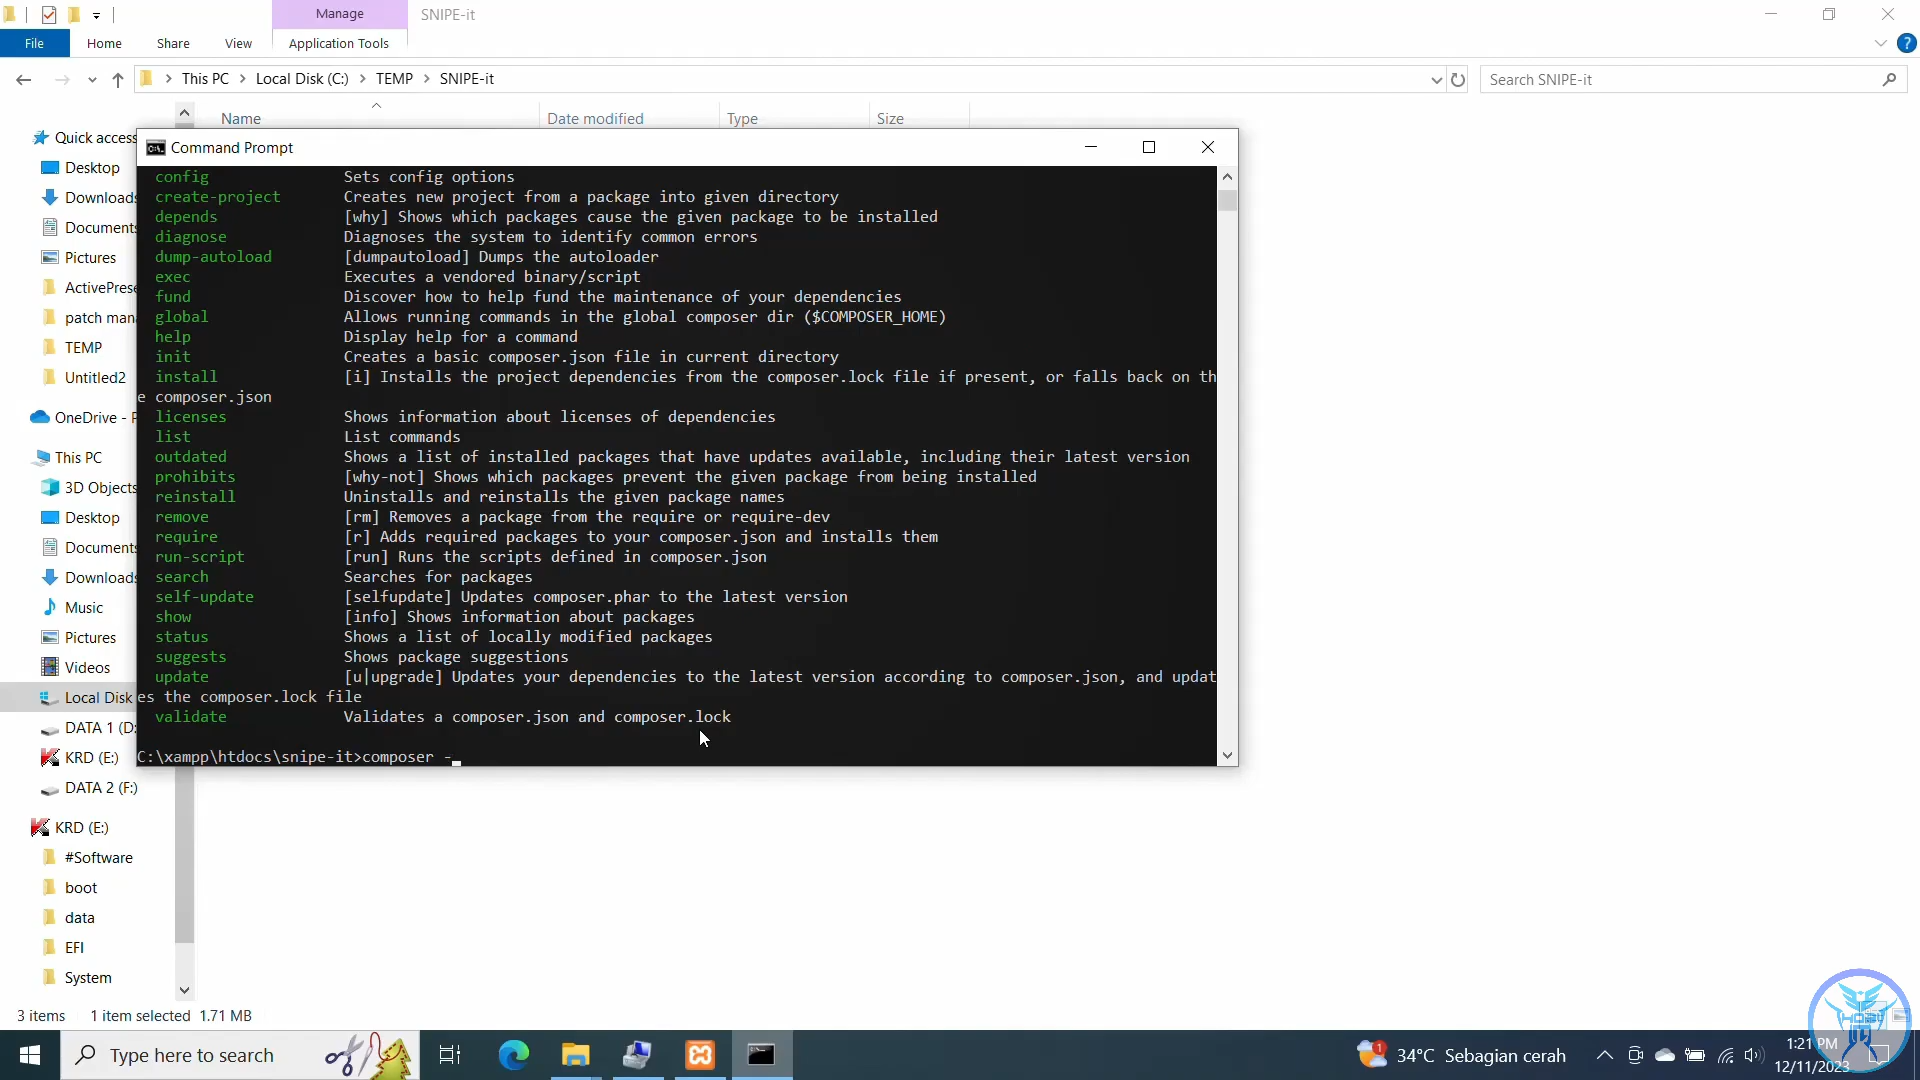 Manage
SNIPE-it
File
Home
Share
View
Application Tools
This PC
Local Disk (C:)
TEMP
SNIPE-it
Search SNIPE-it
Name
Date modified
Type
Size
Quick access
Desktop
Downloads
Documents
Pictures
ActivePrese
patch man
TEMP
Untitled2
OneDrive - P
This PC
3D Objects
Desktop
Documents
Downloads
Music
Pictures
Videos
Local Disk
DATA 1 (D:
KRD (E:)
DATA 2 (F:)
KRD (E:)
#Software
boot
data
EFI
System
Command Prompt
config Sets config options
create-project Creates new project from a package into given directory
depends [why] Shows which packages cause the given package to be installed
diagnose Diagnoses the system to identify common errors
dump-autoload [dumpautoload] Dumps the autoloader
exec Executes a vendored binary/script
fund Discover how to help fund the maintenance of your dependencies
global Allows running commands in the global composer dir ($COMPOSER_HOME)
help Display help for a command
init Creates a basic composer.json file in current directory
install [i] Installs the project dependencies from the composer.lock file if present, or falls back on th
e composer.json
licenses Shows information about licenses of dependencies
list List commands
outdated Shows a list of installed packages that have updates available, including their latest version
prohibits [why-not] Shows which packages prevent the given package from being installed
reinstall Uninstalls and reinstalls the given package names
remove [rm] Removes a package from the require or require-dev
require [r] Adds required packages to your composer.json and installs them
run-script [run] Runs the scripts defined in composer.json
search Searches for packages
self-update [selfupdate] Updates composer.phar to the latest version
show [info] Shows information about packages
status Shows a list of locally modified packages
suggests Shows package suggestions
update [u|upgrade] Updates your dependencies to the latest version according to composer.json, and updat
es the composer.lock file
validate Validates a composer.json and composer.lock
C:\xampp\htdocs\snipe-it>composer -_
3 items 1 item selected 1.71 MB
Type here to search
1
34°C Sebagian cerah
1:21 PM
12/11/2023